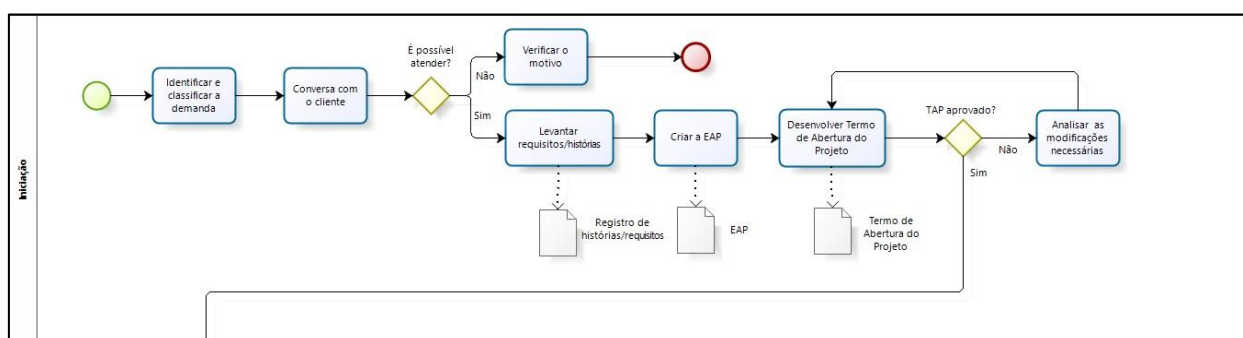 Iniciação
Identificar e
classificar a
demanda
Conversa com
o cliente
É possível
atender?
Não
Sim
Verificar o
motivo
Levantar
requisitos/histórias
Registro de
histórias/requisitos
Criar a EAP
EAP
Desenvolver Termo
de Abertura do
Projeto
Termo de
Abertura do
Projeto
TAP aprovado?
Não
Sim
Analisar as
modificações
necessárias